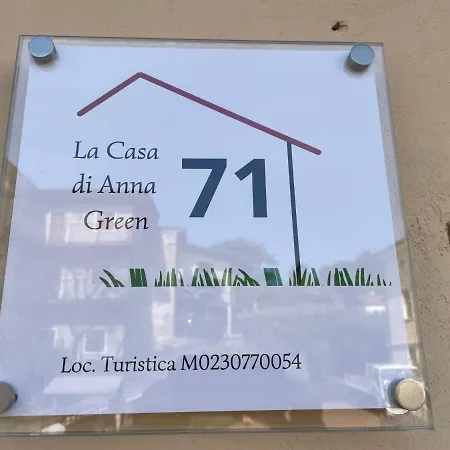 La Casa
di Anna
Green
71
Loc. Turistica M0230770054